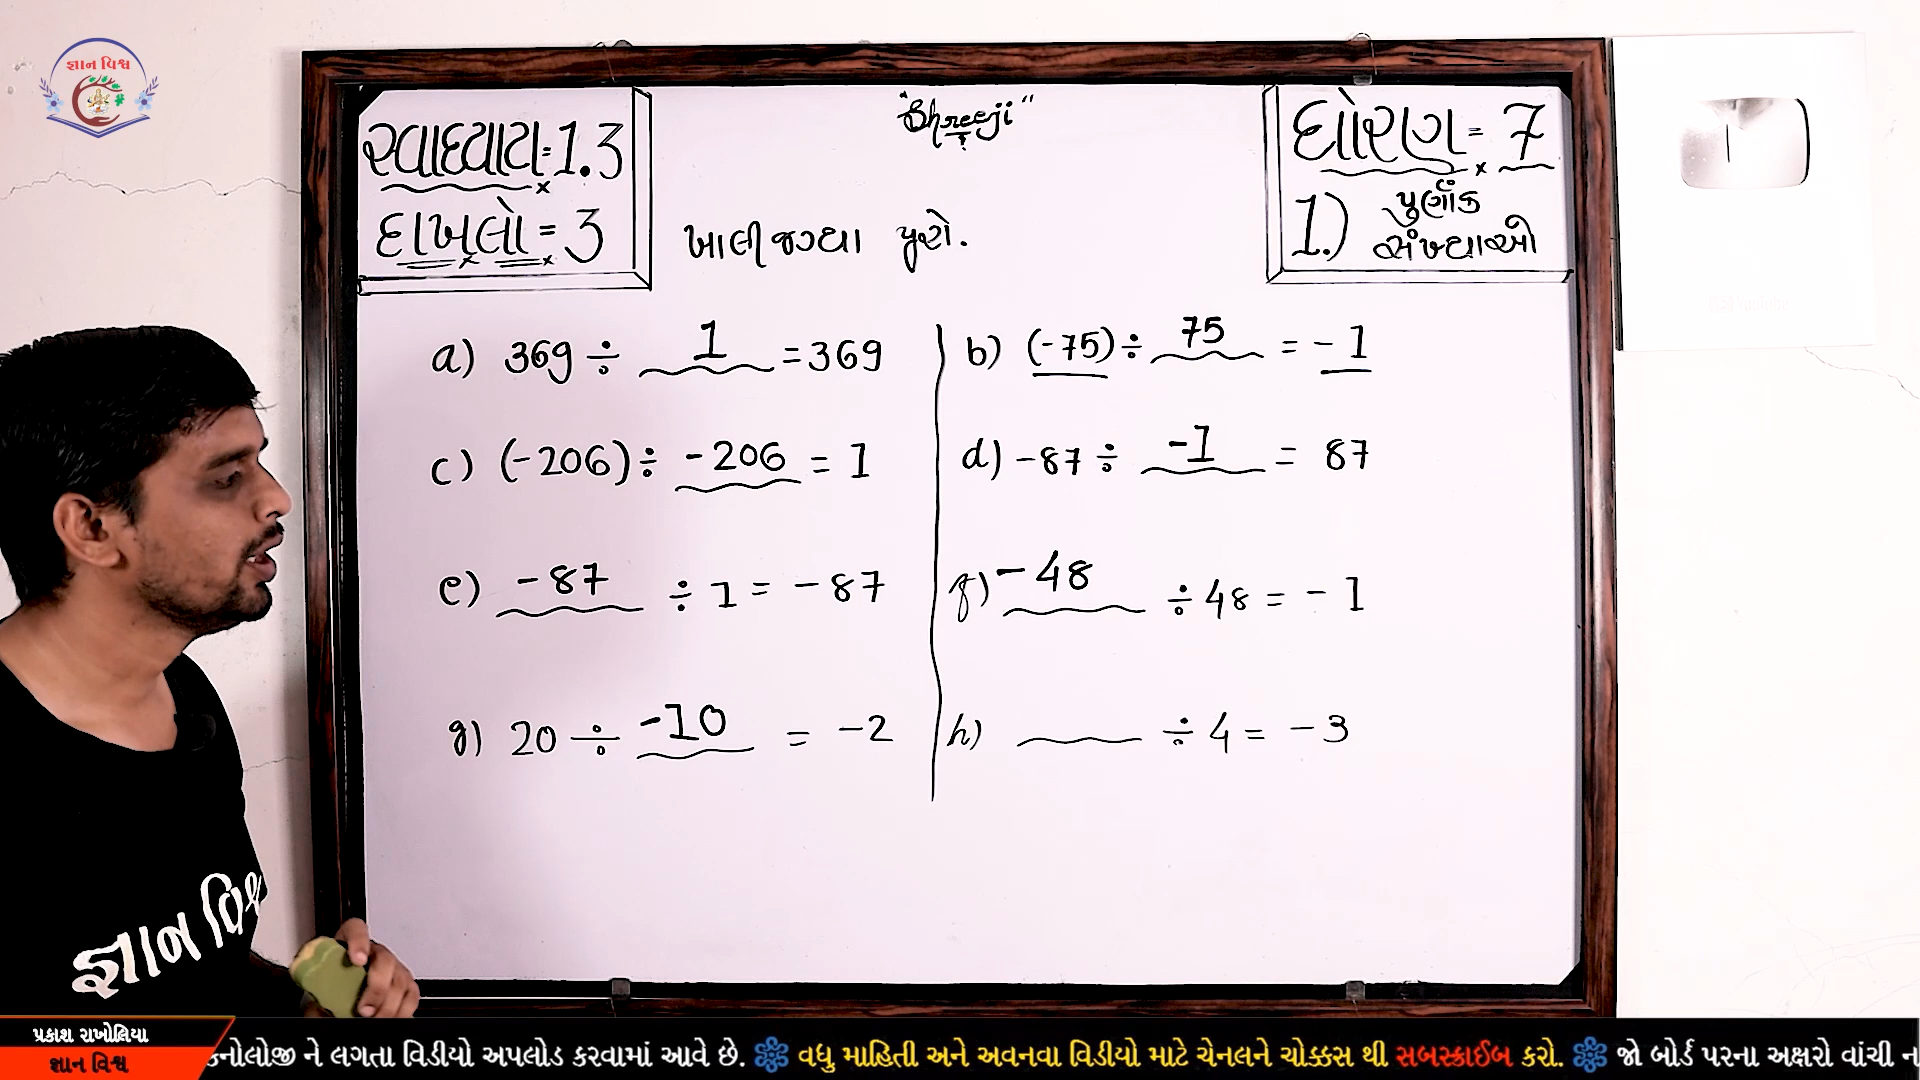 જ્ઞાન વિશ્વ
સ્વાધ્યાય = 1.3
દાખલો = 3
"Shreeji"
ધોરણ = 7
1.) પુર્ણાંક સંખ્યાઓ
ખાલી જગ્યા પૂરો.
a) 369 ÷ 1 = 369
b) (-75) ÷ 75 = -1
c) (-206) ÷ -206 = 1
d) -87 ÷ -1 = 87
e) -87 ÷ 1 = -87
f) -48 ÷ 48 = -1
g) 20 ÷ -10 = -2
h) ____ ÷ 4 = -3
જ્ઞાન વિશ્વ
પ્રકાશ રાખોલિયા
જ્ઞાન વિશ્વ
કનોલોજી ને લગતા વિડીયો અપલોડ કરવામાં આવે છે. વધુ માહિતી અને અવનવા વિડીયો માટે ચેનલને ચોક્કસ થી સબસ્ક્રાઈબ કરો. જો બોર્ડ પરના અક્ષરો વાંચી ન